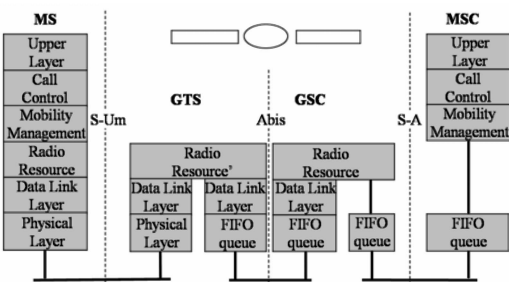 MS
MSC
Upper
Layer
Call
Control
Mobility
Management
Radio
Resource
Data Link
Layer
Physical
Layer
S-Um
GTS
Abis
GSC
S-A
Radio
Resource'
Data Link
Layer
Physical
Layer
Data Link
Layer
FIFO
queue
Radio
Resource
Data Link
Layer
FIFO
queue
FIFO
queue
Upper
Layer
Call
Control
Mobility
Management
FIFO
queue